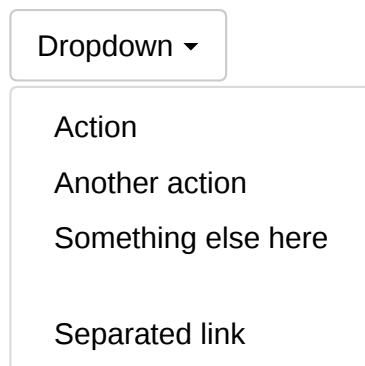 Dropdown
Action
Another action
Something else here
Separated link